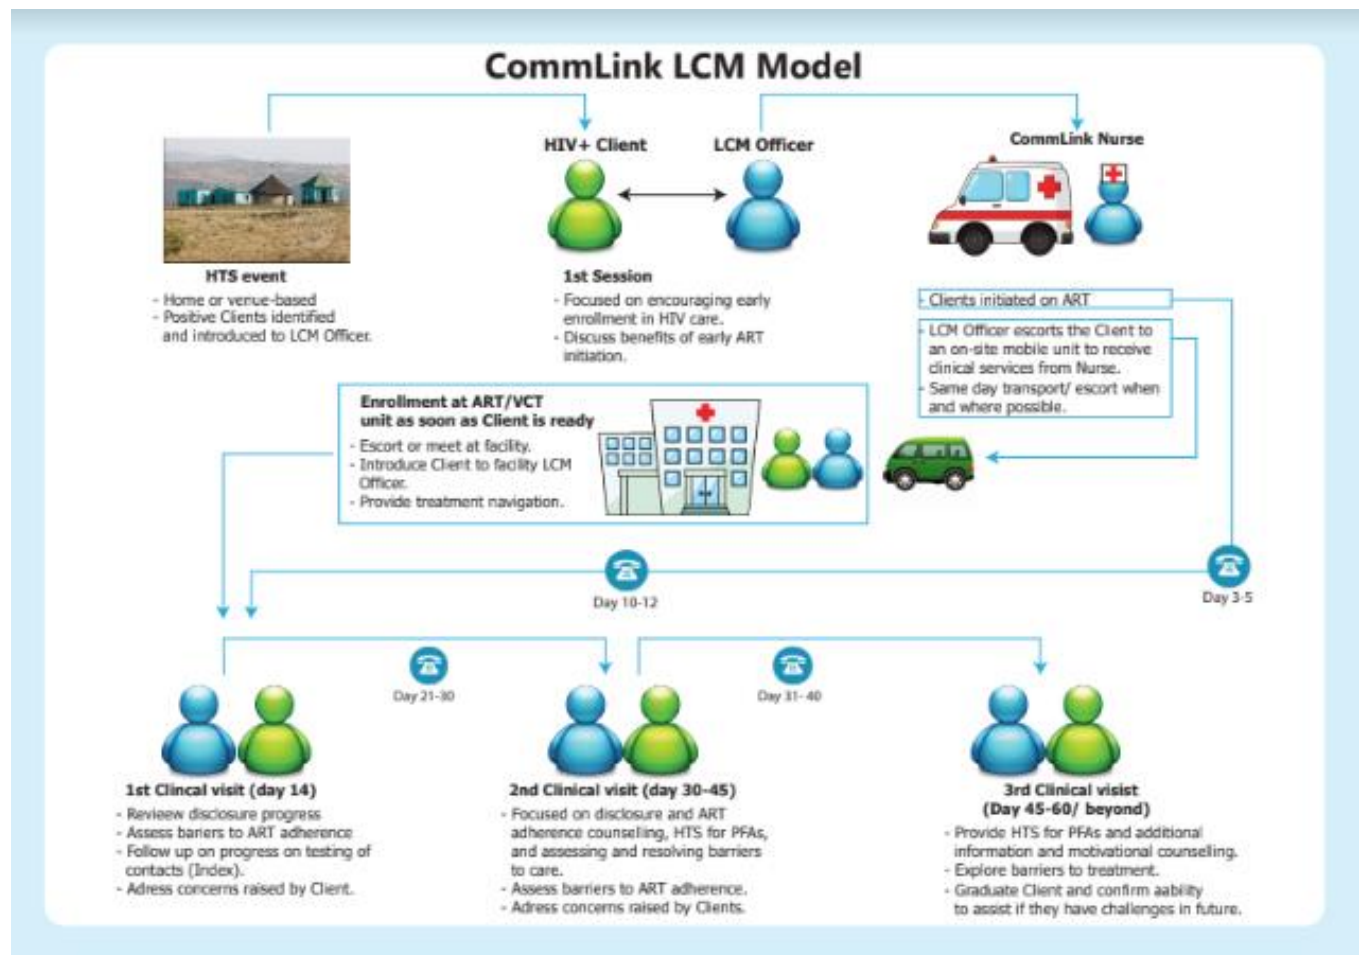 CommLink LCM Model
HIV+ Client
LCM Officer
CommLink Nurse
HTS event
- Home or venue-based
- Positive Clients identified
and introduced to LCM Officer.
1st Session
- Focused on encouraging early
enrollment in HIV care.
- Discuss benefits of early ART
initiation.
- Clients initiated on ART
- LCM Officer escorts the Client to
an on-site mobile unit to receive
clinical services from Nurse.
- Same day transport/ escort when
and where possible.
Enrollment at ART/VCT
unit as soon as Client is ready
- Escort or meet at facility.
- Introduce Client to facility LCM
Officer.
- Provide treatment navigation.
Day 10-12
Day 3-5
Day 21-30
Day 31- 40
1st Clincal visit (day 14)
- Revieew disclosure progress
- Assess bariers to ART adherence
- Follow up on progress on testing of
contacts (Index).
- Adress concerns raised by Client.
2nd Clinical visit (day 30-45)
- Focused on disclosure and ART
adherence counselling, HTS for PFAs,
and assessing and resolving barriers
to care.
- Assess barriers to ART adherence.
- Adress concerns raised by Clients.
3rd Clinical visist
(Day 45-60/ beyond)
- Provide HTS for PFAs and additional
information and motivational counselling.
- Explore barriers to treatment.
- Graduate Client and confirm aability
to assist if they have challenges in future.